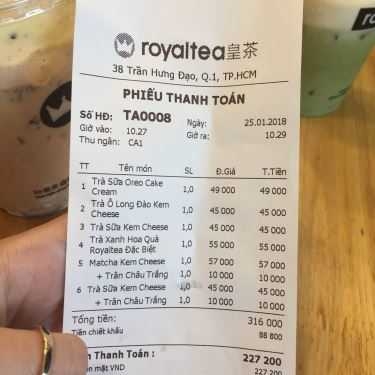 royaltea皇茶
38 Trần Hưng Đạo, Q.1, TP.HCM
PHIẾU THANH TOÁN
Số HĐ: TA0008 Ngày: 25.01.2018
Giờ vào: 10.27 Giờ ra: 10.29
Thu ngân: CA1
TT Tên món SL Đ.Giá T.Tiền
1 Trà Sữa Oreo Cake Cream 1,0 49 000 49 000
2 Trà Ô Long Đào Kem Cheese 1,0 45 000 45 000
3 Trà Sữa Kem Cheese 1,0 45 000 45 000
4 Trà Xanh Hoa Quả Royaltea Đặc Biệt 1,0 55 000 55 000
5 Matcha Kem Cheese 1,0 57 000 57 000
+ Trân Châu Trắng 1,0 10 000 10 000
6 Trà Sữa Kem Cheese 1,0 45 000 45 000
+ Trân Châu Trắng 1,0 10 000 10 000
Tổng tiền: 316 000
Tiền chiết khấu 88 800
Thanh Toán : 227 200
mặt VND 227 200